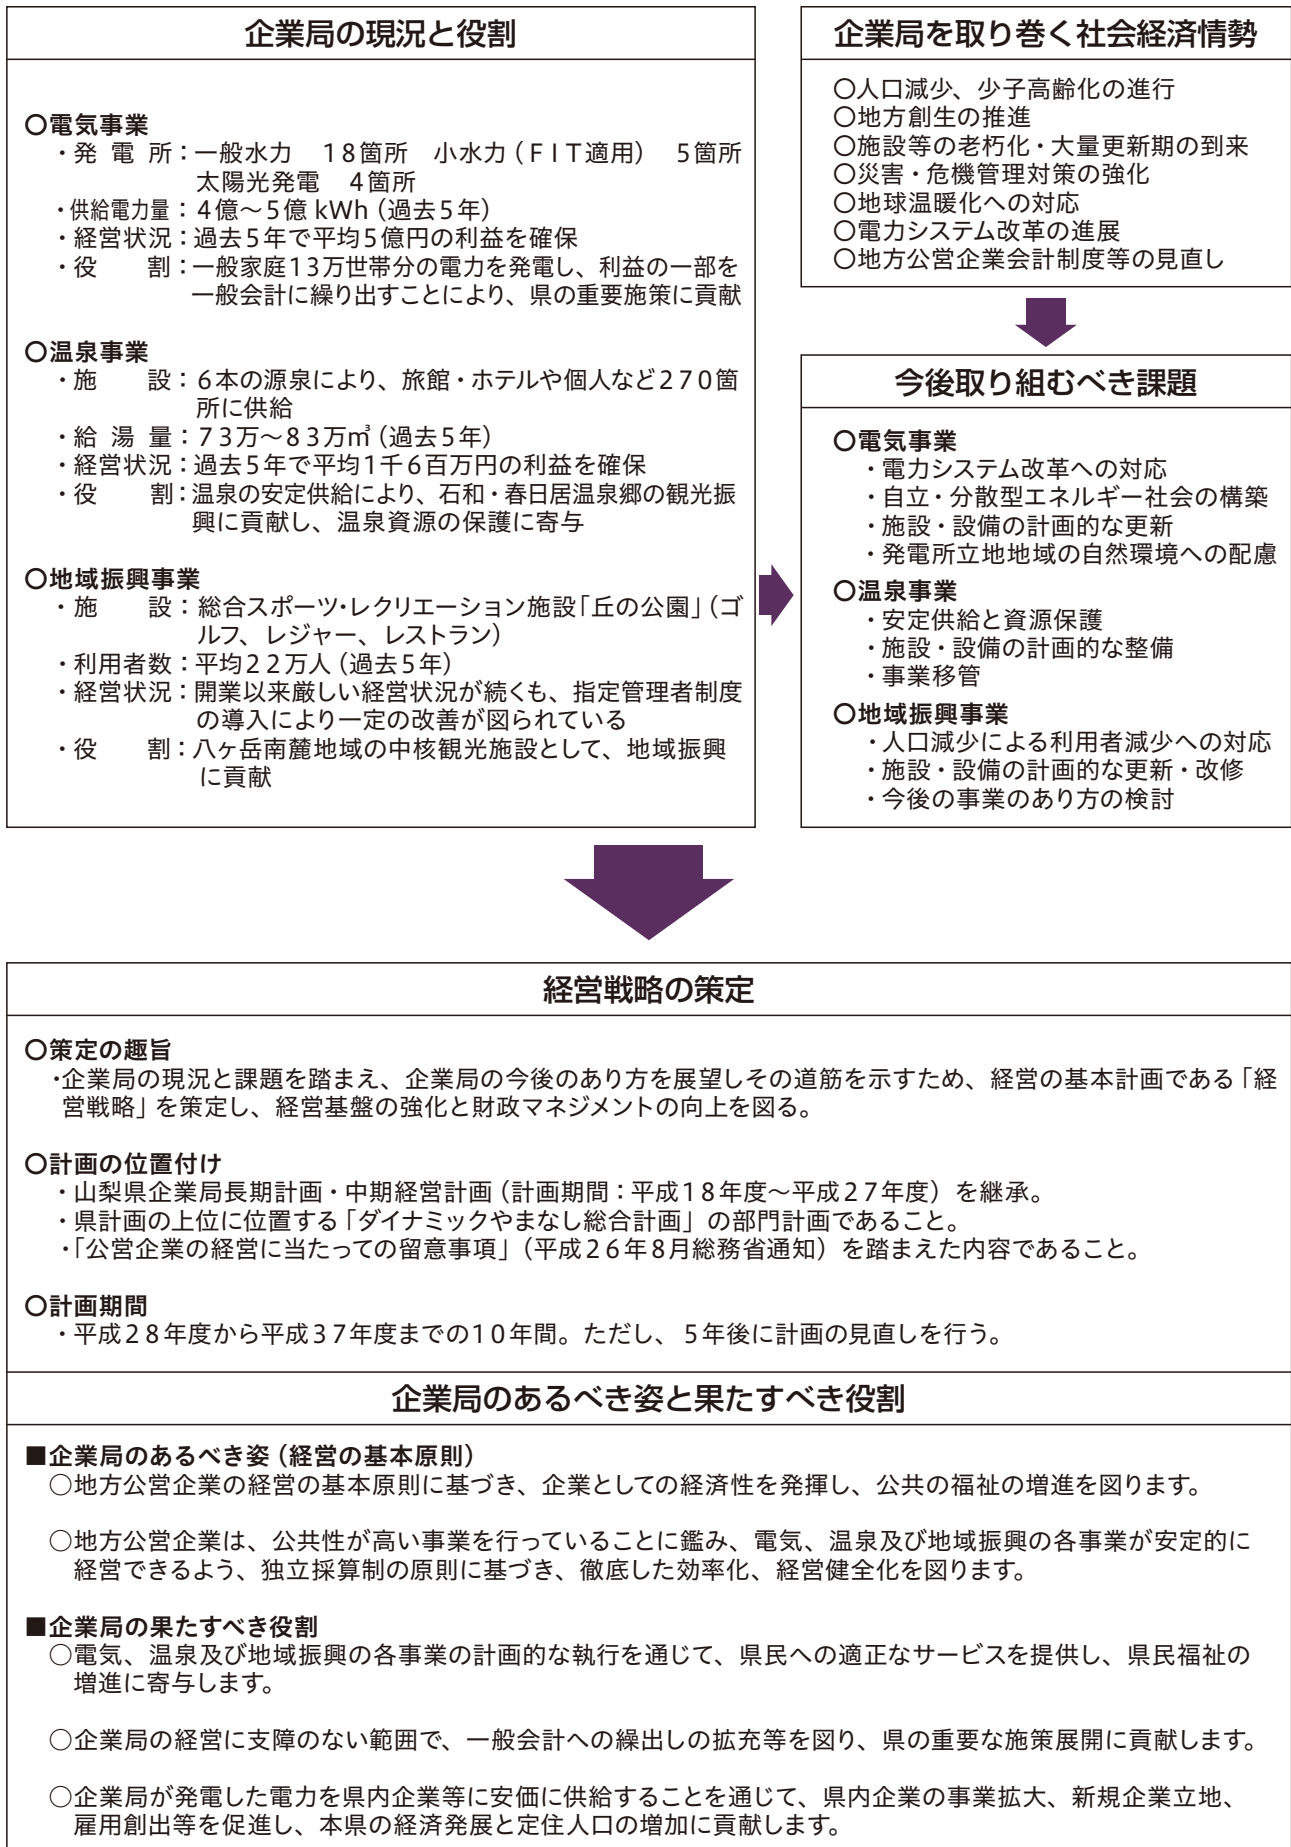 企業局の現況と役割
〇電気事業
・発電所：一般水力　18箇所　小水力（FIT適用）　5箇所
太陽光発電　4箇所
・供給電力量：4億～5億 kWh（過去5年）
・経営状況：過去5年で平均5億円の利益を確保
・役　　割：一般家庭13万世帯分の電力を発電し、利益の一部を
一般会計に繰り出すことにより、県の重要施策に貢献
〇温泉事業
・施　　設：6本の源泉により、旅館・ホテルや個人など270箇
所に供給
・給湯量：73万～83万㎥（過去5年）
・経営状況：過去5年で平均1千6百万円の利益を確保
・役　　割：温泉の安定供給により、石和・春日居温泉郷の観光振
興に貢献し、温泉資源の保護に寄与
〇地域振興事業
・施　　設：総合スポーツ・レクリエーション施設「丘の公園」（ゴ
ルフ、レジャー、レストラン）
・利用者数：平均22万人（過去5年）
・経営状況：開業以来厳しい経営状況が続くも、指定管理者制度
の導入により一定の改善が図られている
・役　　割：八ヶ岳南麓地域の中核観光施設として、地域振興
に貢献
企業局を取り巻く社会経済情勢
〇人口減少、少子高齢化の進行
〇地方創生の推進
〇施設等の老朽化・大量更新期の到来
〇災害・危機管理対策の強化
〇地球温暖化への対応
〇電力システム改革の進展
〇地方公営企業会計制度等の見直し
今後取り組むべき課題
〇電気事業
・電力システム改革への対応
・自立・分散型エネルギー社会の構築
・施設・設備の計画的な更新
・発電所立地地域の自然環境への配慮
〇温泉事業
・安定供給と資源保護
・施設・設備の計画的な整備
・事業移管
〇地域振興事業
・人口減少による利用者減少への対応
・施設・設備の計画的な更新・改修
・今後の事業のあり方の検討
経営戦略の策定
〇策定の趣旨
・企業局の現況と課題を踏まえ、企業局の今後のあり方を展望しその道筋を示すため、経営の基本計画である「経
営戦略」を策定し、経営基盤の強化と財政マネジメントの向上を図る。
〇計画の位置付け
・山梨県企業局長期計画・中期経営計画（計画期間：平成18年度～平成27年度）を継承。
・県計画の上位に位置する「ダイナミックやまなし総合計画」の部門計画であること。
・「公営企業の経営に当たっての留意事項」（平成26年8月総務省通知）を踏まえた内容であること。
〇計画期間
・平成28年度から平成37年度までの10年間。ただし、5年後に計画の見直しを行う。
企業局のあるべき姿と果たすべき役割
■企業局のあるべき姿（経営の基本原則）
〇地方公営企業の経営の基本原則に基づき、企業としての経済性を発揮し、公共の福祉の増進を図ります。
〇地方公営企業は、公共性が高い事業を行っていることに鑑み、電気、温泉及び地域振興の各事業が安定的に
経営できるよう、独立採算制の原則に基づき、徹底した効率化、経営健全化を図ります。
■企業局の果たすべき役割
〇電気、温泉及び地域振興の各事業の計画的な執行を通じて、県民への適正なサービスを提供し、県民福祉の
増進に寄与します。
〇企業局の経営に支障のない範囲で、一般会計への繰出しの拡充等を図り、県の重要な施策展開に貢献します。
〇企業局が発電した電力を県内企業等に安価に供給することを通じて、県内企業の事業拡大、新規企業立地、
雇用創出等を促進し、本県の経済発展と定住人口の増加に貢献します。